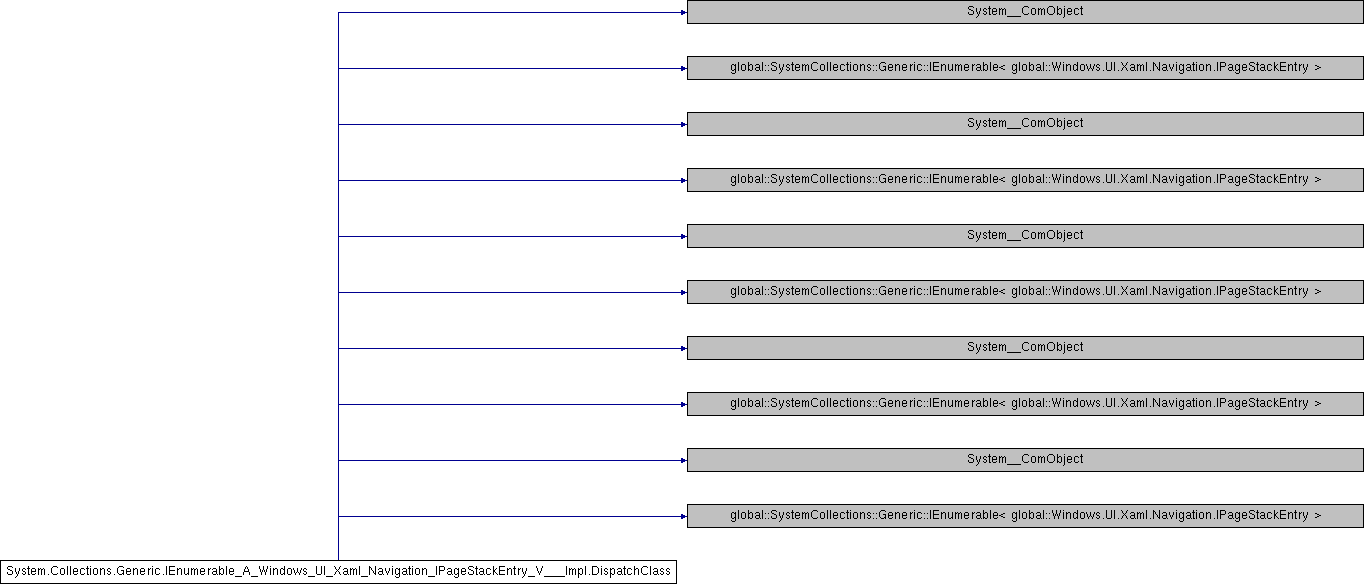 System__ComObject
global::SystemCollections::Generic::IEnumerable< global::Windows.UI.Xaml.Navigation.IPageStackEntry >
System__ComObject
global::SystemCollections::Generic::IEnumerable< global::Windows.UI.Xaml.Navigation.IPageStackEntry >
System__ComObject
global::SystemCollections::Generic::IEnumerable< global::Windows.UI.Xaml.Navigation.IPageStackEntry >
System__ComObject
global::SystemCollections::Generic::IEnumerable< global::Windows.UI.Xaml.Navigation.IPageStackEntry >
System__ComObject
global::SystemCollections::Generic::IEnumerable< global::Windows.UI.Xaml.Navigation.IPageStackEntry >
System.Collections.Generic.IEnumerable_A_Windows_UI_Xaml_Navigation_IPageStackEntry_V___Impl.DispatchClass